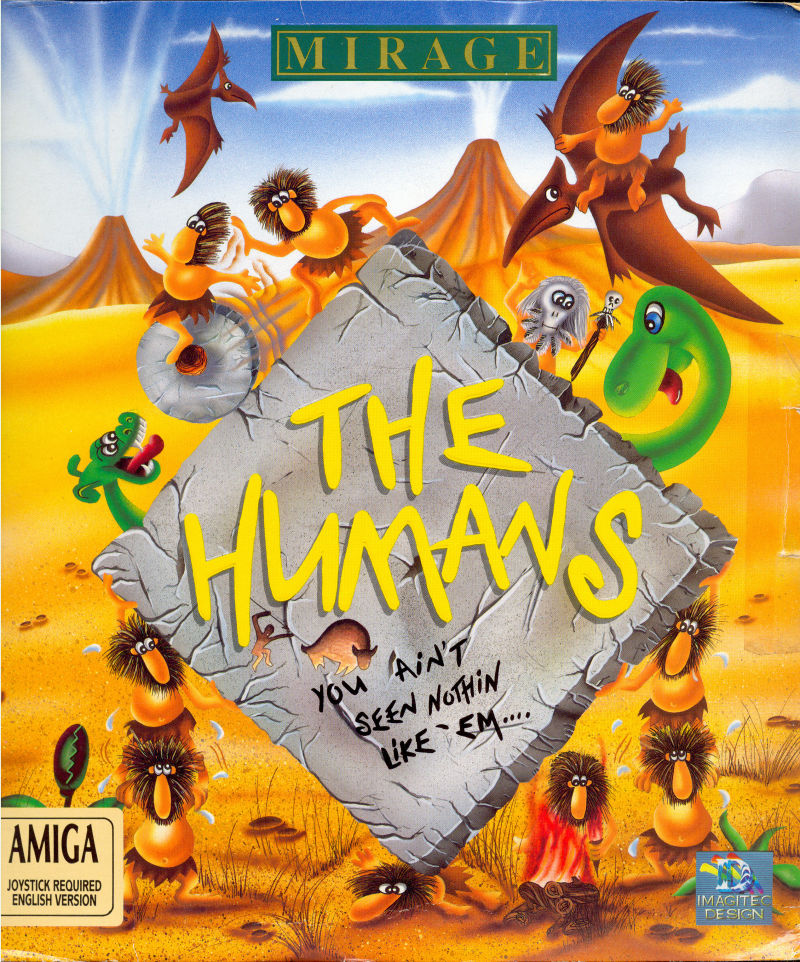 MIRAGE
THE
HUMANS
YOU AIN'T
SEEN NOTHIN
LIKE 'EM....
AMIGA
JOYSTICK REQUIRED
ENGLISH VERSION
IMAGITEC
DESIGN